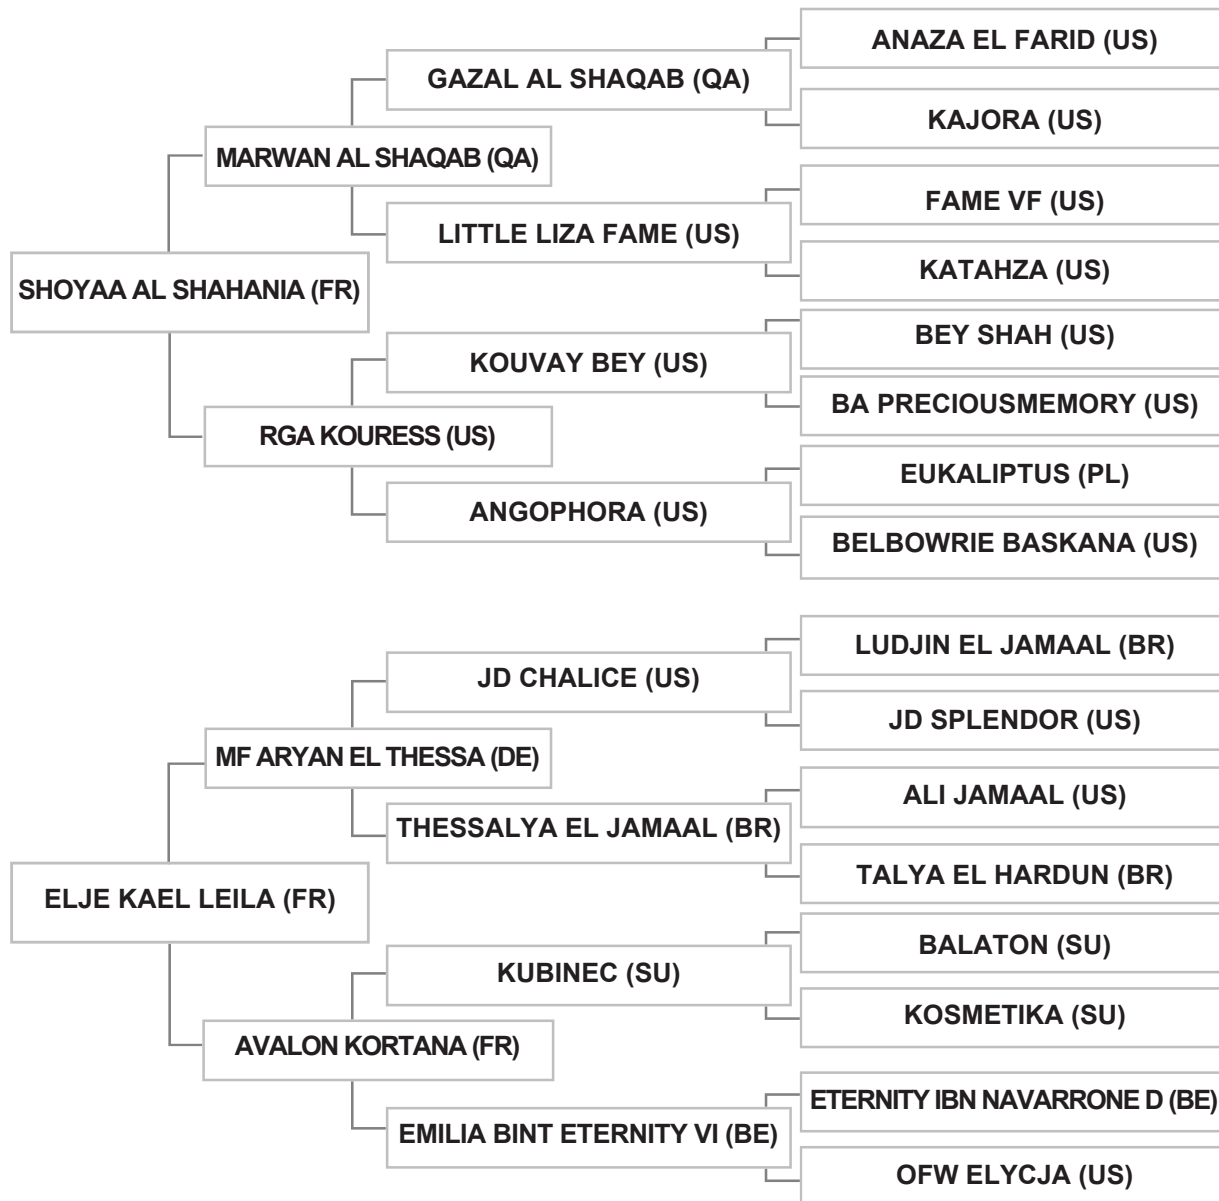 ANAZA EL FARID (US)
GAZAL AL SHAQAB (QA)
KAJORA (US)
MARWAN AL SHAQAB (QA)
FAME VF (US)
LITTLE LIZA FAME (US)
KATAHZA (US)
SHOYAA AL SHAHANIA (FR)
BEY SHAH (US)
KOUVAY BEY (US)
BA PRECIOUSMEMORY (US)
RGA KOURESS (US)
EUKALIPTUS (PL)
ANGOPHORA (US)
BELBOWRIE BASKANA (US)
LUDJIN EL JAMAAL (BR)
JD CHALICE (US)
JD SPLENDOR (US)
MF ARYAN EL THESSA (DE)
ALI JAMAAL (US)
THESSALYA EL JAMAAL (BR)
TALYA EL HARDUN (BR)
ELJE KAEL LEILA (FR)
BALATON (SU)
KUBINEC (SU)
KOSMETIKA (SU)
AVALON KORTANA (FR)
ETERNITY IBN NAVARRONE D (BE)
EMILIA BINT ETERNITY VI (BE)
OFW ELYCJA (US)